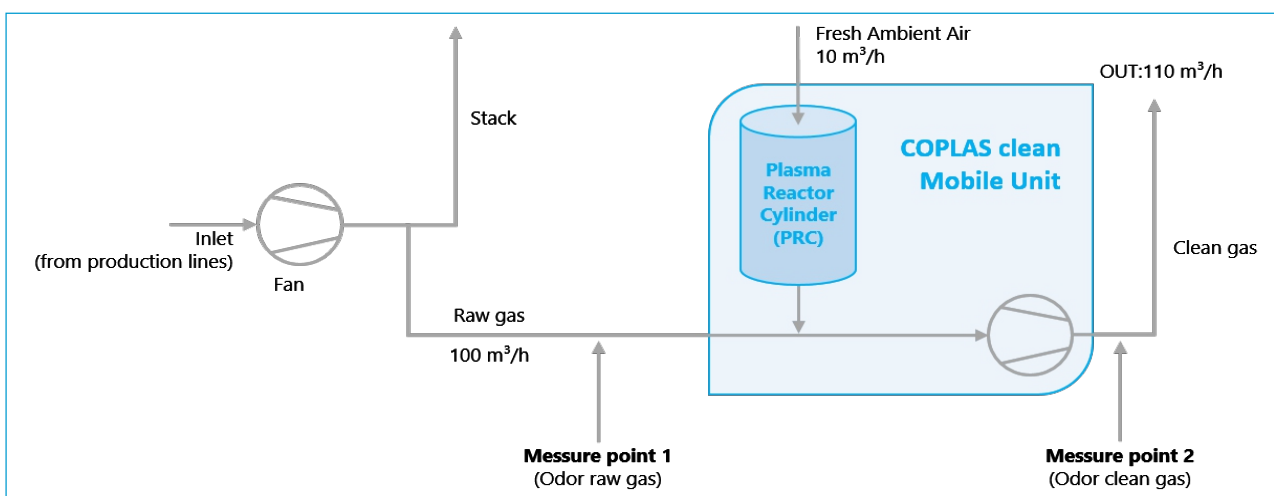 Fresh Ambient Air
10 m³/h
OUT:110 m³/h
Stack
COPLAS clean
Mobile Unit
Plasma
Reactor
Cylinder
(PRC)
Inlet
(from production lines)
Fan
Clean gas
Raw gas
100 m³/h
Messure point 1
(Odor raw gas)
Messure point 2
(Odor clean gas)